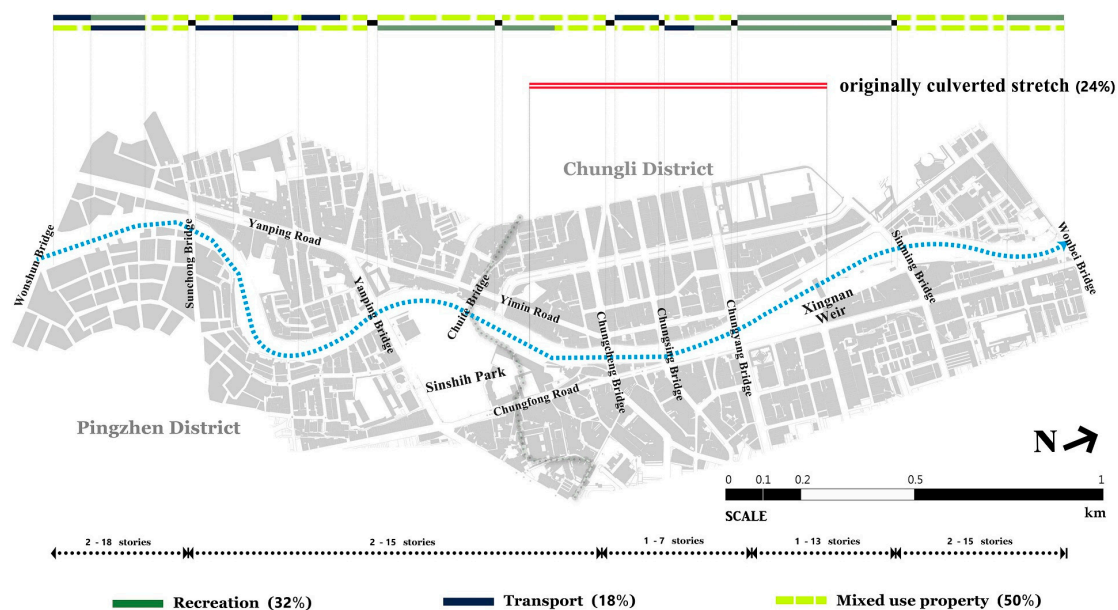 originally culverted stretch (24%)
Chungli District
Yanping Road
Wonshun Bridge
Sunchong Bridge
Yanping Bridge
Chuite Bridge
Yimin Road
Chungcheng Bridge
Chungsing Bridge
Chungyang Bridge
Xingnan
Weir
Sinming Bridge
Wonbei Bridge
Sinshih Park
Chungfong Road
Pingzhen District
N
0 0.1 0.2 0.5 1
SCALE km
2 - 18 stories 2 - 15 stories 1 - 7 stories 1 - 13 stories 2 - 15 stories
Recreation (32%) Transport (18%) Mixed use property (50%)